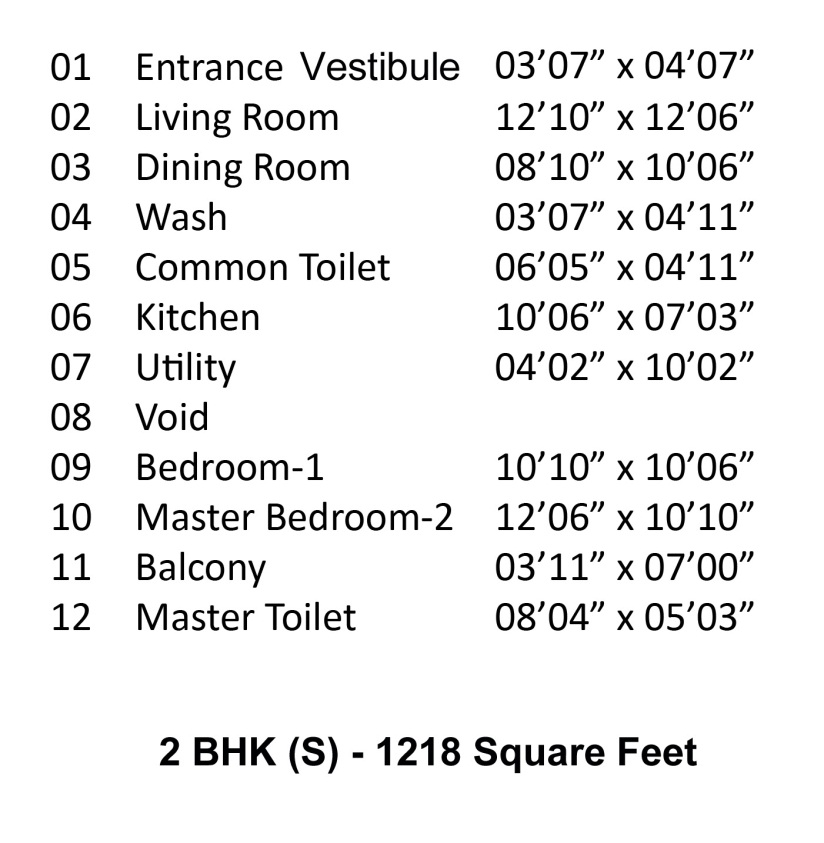 01 Entrance Vestibule 03’07” x 04’07”
02 Living Room 12’10” x 12’06”
03 Dining Room 08’10” x 10’06”
04 Wash 03’07” x 04’11”
05 Common Toilet 06’05” x 04’11”
06 Kitchen 10’06” x 07’03”
07 Utility 04’02” x 10’02”
08 Void
09 Bedroom-1 10’10” x 10’06”
10 Master Bedroom-2 12’06” x 10’10”
11 Balcony 03’11” x 07’00”
12 Master Toilet 08’04” x 05’03”
2 BHK (S) - 1218 Square Feet